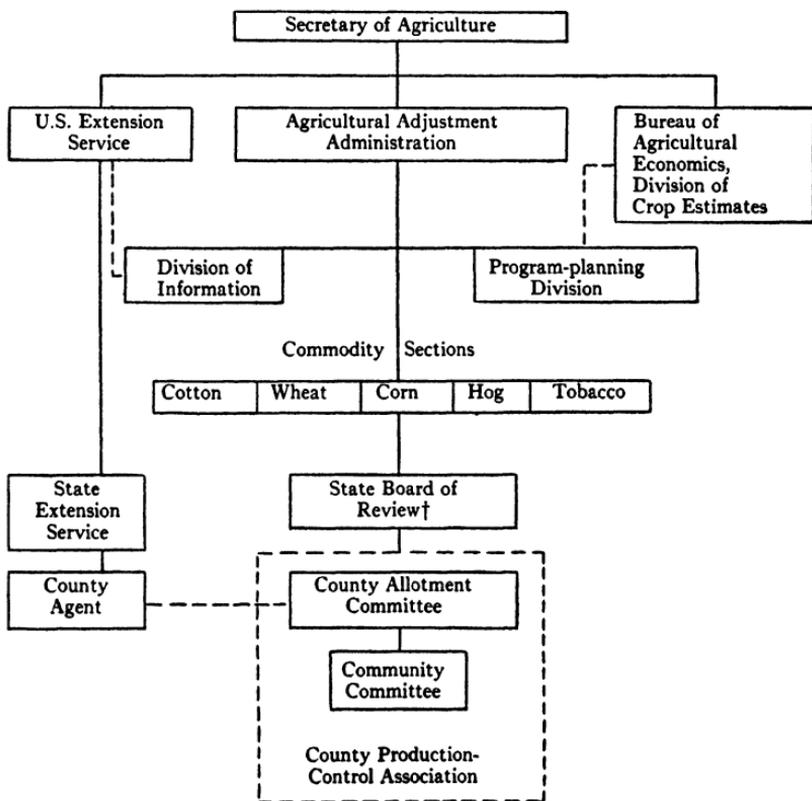 Secretary of Agriculture
U.S. Extension
Service
Agricultural Adjustment
Administration
Bureau of
Agricultural
Economics,
Division of
Crop Estimates
Division of
Information
Program-planning
Division
Commodity Sections
Cotton Wheat Corn Hog Tobacco
State
Extension
Service
State Board of
Review†
County
Agent
County Allotment
Committee
Community
Committee
County Production-
Control Association